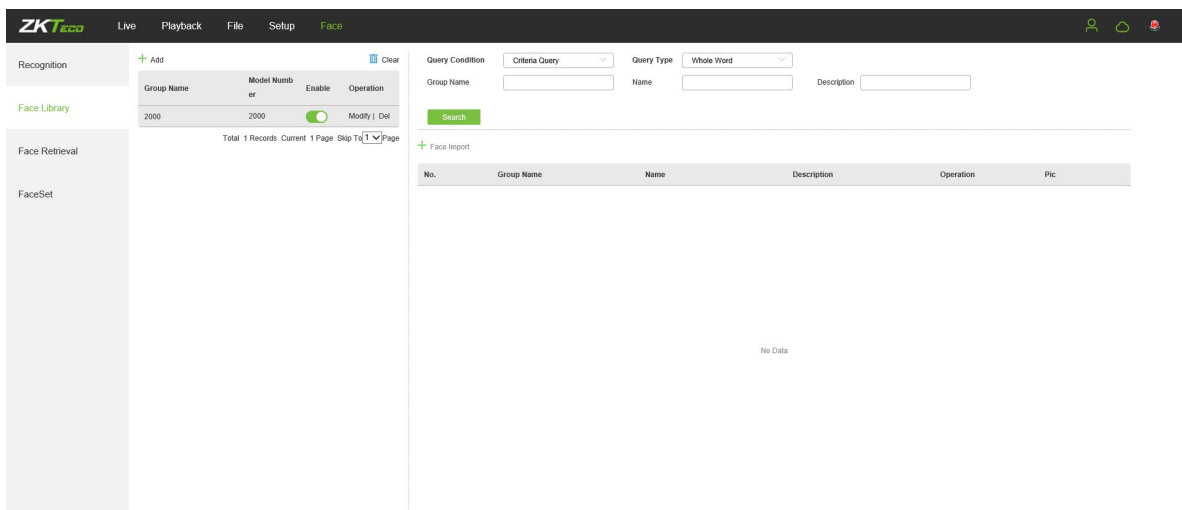 ZKTeco Live Playback File Setup Face
Recognition
Face Library
Face Retrieval
FaceSet
Add Clear
Group Name Model Numb
er Enable Operation
2000 2000 Modify | Del
Total 1 Records Current 1 Page Skip To 1 Page
Query Condition Criteria Query Query Type Whole Word
Group Name Name Description
Search
Face Import
No. Group Name Name Description Operation Pic
No Data